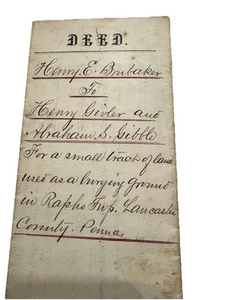 DEED.
Henry E. Brubaker
To
Henry Givler and
Abraham S. Gibble
For a small tract of land
used as a burying ground
in Rapho Twp. Lancaster
County. Penna,